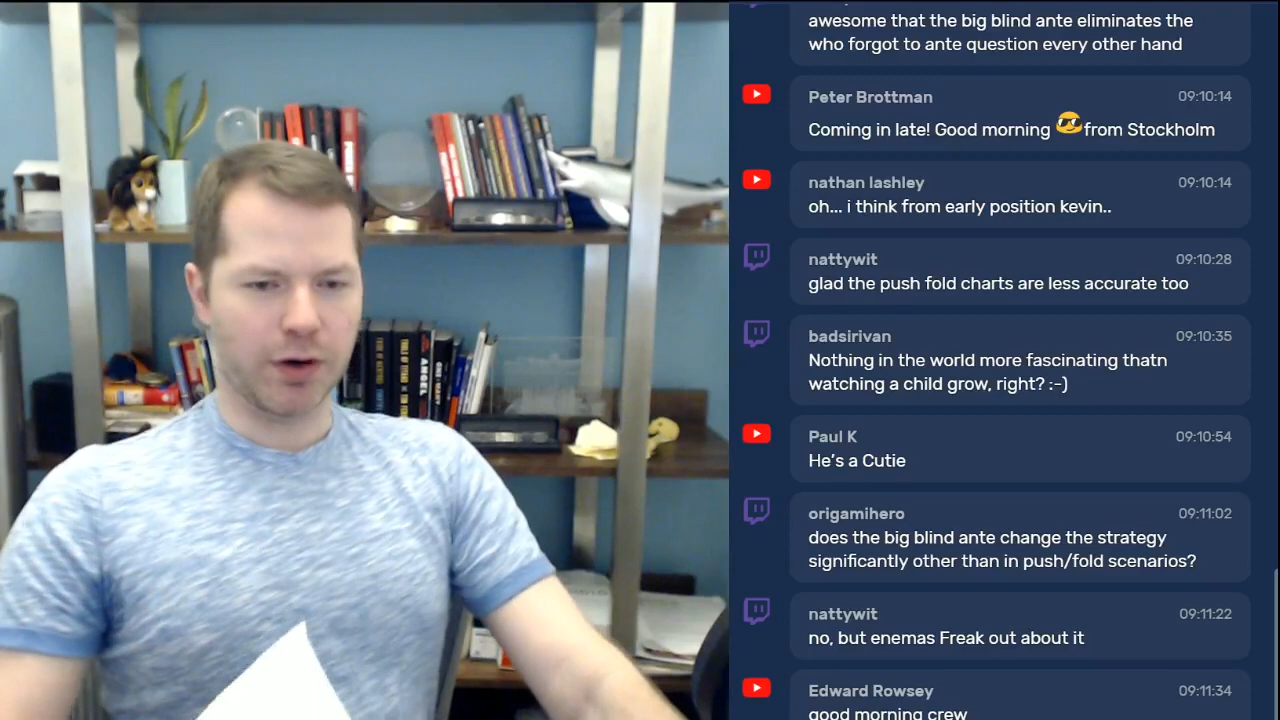 awesome that the big blind ante eliminates the
who forgot to ante question every other hand
Peter Brottman 09:10:14
Coming in late! Good morning 😎from Stockholm
nathan lashley 09:10:14
oh... i think from early position kevin..
nattywit 09:10:28
glad the push fold charts are less accurate too
badsirivan 09:10:35
Nothing in the world more fascinating thatn
watching a child grow, right? :-)
Paul K 09:10:54
He's a Cutie
origamihero 09:11:02
does the big blind ante change the strategy
significantly other than in push/fold scenarios?
nattywit 09:11:22
no, but enemas Freak out about it
Edward Rowsey 09:11:34
good morning crew
ANGEL